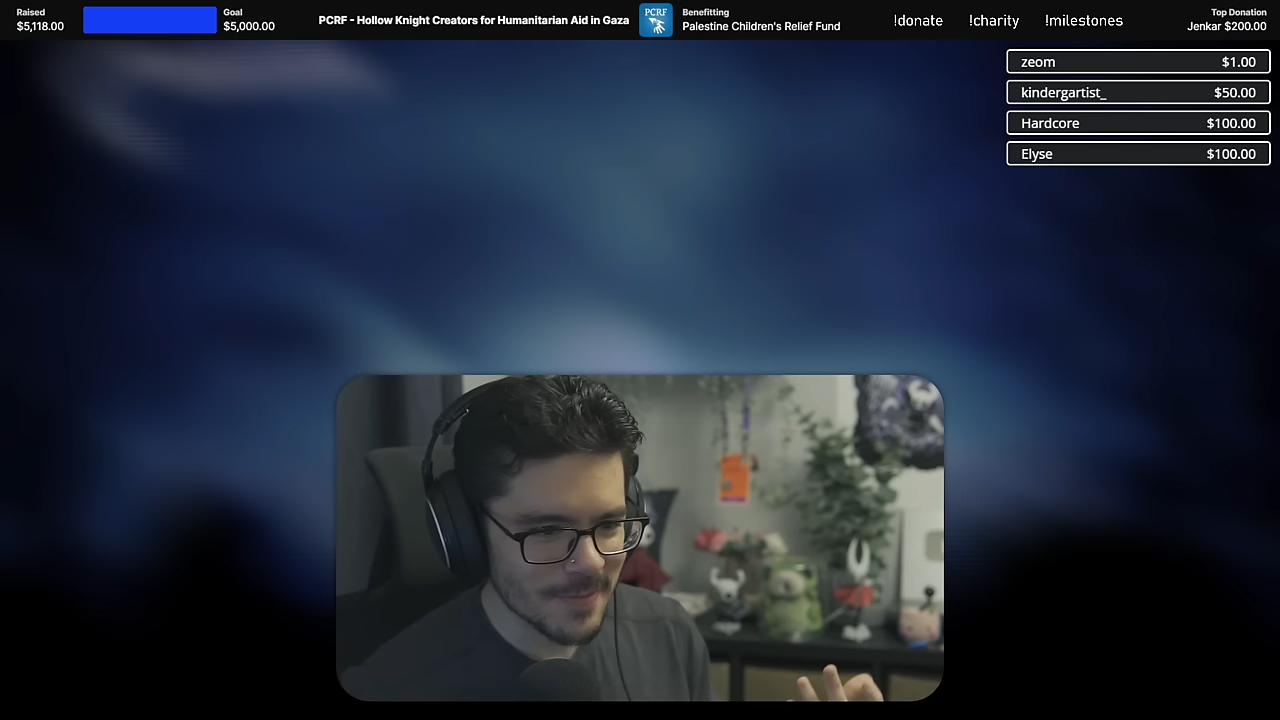 Raised
$5,118.00
Goal
$5,000.00
PCRF - Hollow Knight Creators for Humanitarian Aid in Gaza
PCRF
Benefitting
Palestine Children's Relief Fund
!donate
!charity
!milestones
Top Donation
Jenkar $200.00
zeom $1.00
kindergartist_ $50.00
Hardcore $100.00
Elyse $100.00